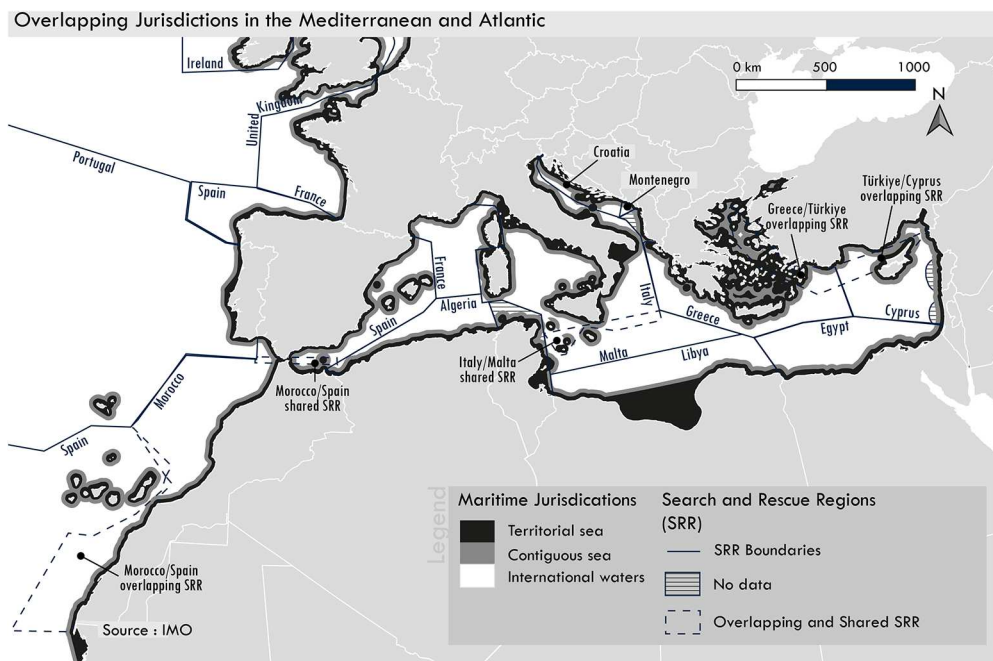 Overlapping Jurisdictions in the Mediterranean and Atlantic
Ireland
United
Kingdom
0 km 500 1000
N
Portugal
Spain
France
Croatia
Montenegro
Türkiye/Cyprus
overlapping SRR
Greece/Türkiye
overlapping SRR
France
Algeria
Spain
Italy
Greece
Egypt
Cyprus
Malta
Libya
Italy/Malta
shared SRR
Morocco/Spain
shared SRR
Morocco
Spain
Morocco/Spain
overlapping SRR
Source : IMO
Legend
Maritime Jurisdications
Territorial sea
Contiguous sea
International waters
Search and Rescue Regions
(SRR)
SRR Boundaries
No data
Overlapping and Shared SRR